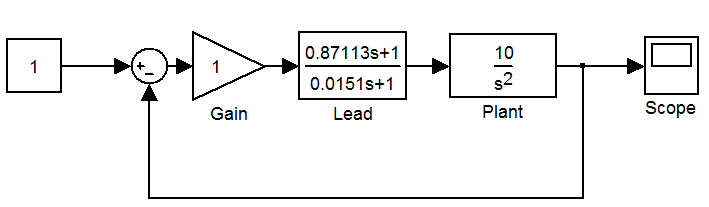 1
+
−
1
Gain
0.87113s+1
0.0151s+1
Lead
10
s²
Plant
Scope